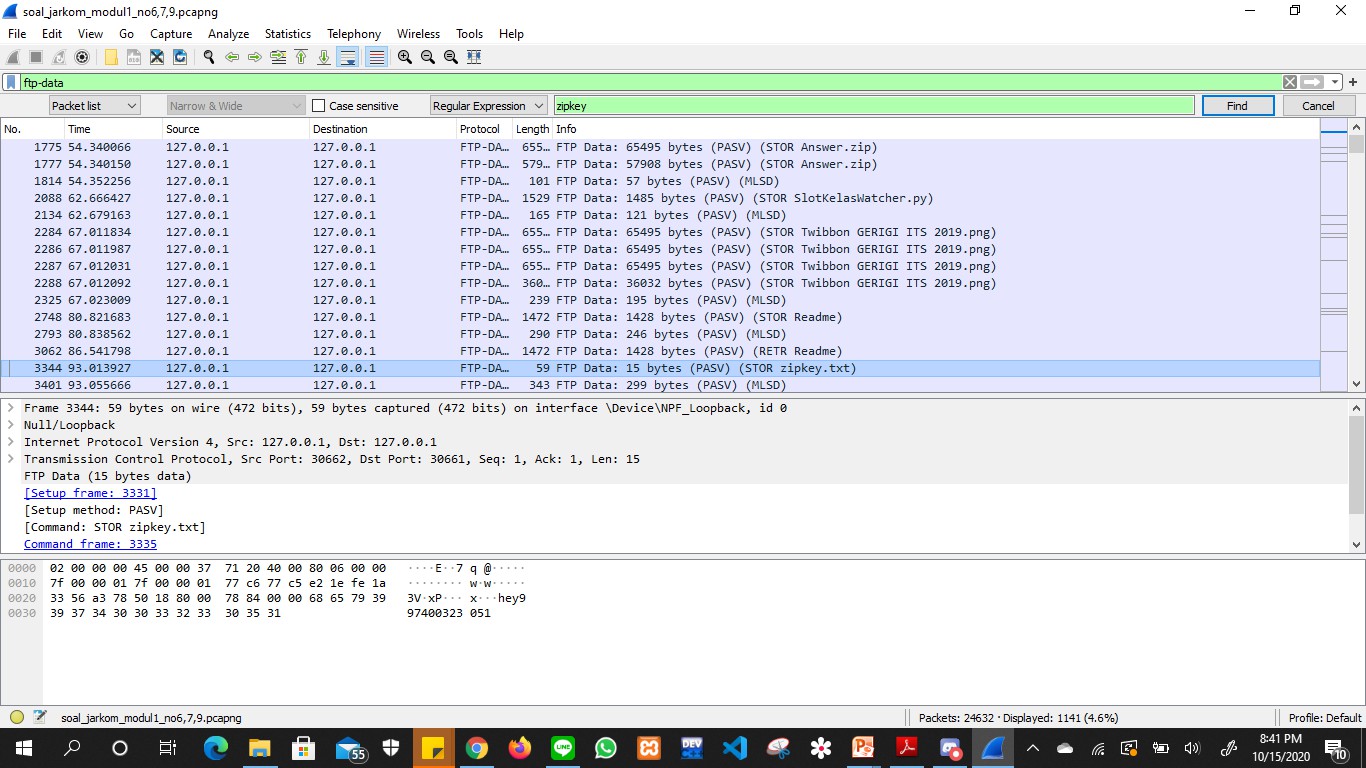 soal_jarkom_modul1_no6,7,9.pcapng
File Edit View Go Capture Analyze Statistics Telephony Wireless Tools Help
ftp-data
Packet list Narrow & Wide Case sensitive Regular Expression zipkey Find Cancel
No. Time Source Destination Protocol Length Info
1775 54.340066 127.0.0.1 127.0.0.1 FTP-DA… 655… FTP Data: 65495 bytes (PASV) (STOR Answer.zip)
1777 54.340150 127.0.0.1 127.0.0.1 FTP-DA… 579… FTP Data: 57908 bytes (PASV) (STOR Answer.zip)
1814 54.352256 127.0.0.1 127.0.0.1 FTP-DA… 101 FTP Data: 57 bytes (PASV) (MLSD)
2088 62.666427 127.0.0.1 127.0.0.1 FTP-DA… 1529 FTP Data: 1485 bytes (PASV) (STOR SlotKelasWatcher.py)
2134 62.679163 127.0.0.1 127.0.0.1 FTP-DA… 165 FTP Data: 121 bytes (PASV) (MLSD)
2284 67.011834 127.0.0.1 127.0.0.1 FTP-DA… 655… FTP Data: 65495 bytes (PASV) (STOR Twibbon GERIGI ITS 2019.png)
2286 67.011987 127.0.0.1 127.0.0.1 FTP-DA… 655… FTP Data: 65495 bytes (PASV) (STOR Twibbon GERIGI ITS 2019.png)
2287 67.012031 127.0.0.1 127.0.0.1 FTP-DA… 655… FTP Data: 65495 bytes (PASV) (STOR Twibbon GERIGI ITS 2019.png)
2288 67.012092 127.0.0.1 127.0.0.1 FTP-DA… 360… FTP Data: 36032 bytes (PASV) (STOR Twibbon GERIGI ITS 2019.png)
2325 67.023009 127.0.0.1 127.0.0.1 FTP-DA… 239 FTP Data: 195 bytes (PASV) (MLSD)
2748 80.821683 127.0.0.1 127.0.0.1 FTP-DA… 1472 FTP Data: 1428 bytes (PASV) (STOR Readme)
2793 80.838562 127.0.0.1 127.0.0.1 FTP-DA… 290 FTP Data: 246 bytes (PASV) (MLSD)
3062 86.541798 127.0.0.1 127.0.0.1 FTP-DA… 1472 FTP Data: 1428 bytes (PASV) (RETR Readme)
3344 93.013927 127.0.0.1 127.0.0.1 FTP-DA… 59 FTP Data: 15 bytes (PASV) (STOR zipkey.txt)
3401 93.055666 127.0.0.1 127.0.0.1 FTP-DA… 343 FTP Data: 299 bytes (PASV) (MLSD)
Frame 3344: 59 bytes on wire (472 bits), 59 bytes captured (472 bits) on interface \Device\NPF_Loopback, id 0
Null/Loopback
Internet Protocol Version 4, Src: 127.0.0.1, Dst: 127.0.0.1
Transmission Control Protocol, Src Port: 30662, Dst Port: 30661, Seq: 1, Ack: 1, Len: 15
FTP Data (15 bytes data)
[Setup frame: 3331]
[Setup method: PASV]
[Command: STOR zipkey.txt]
Command frame: 3335
0000 02 00 00 00 45 00 00 37 71 20 40 00 80 06 00 00 ····E··7 q @·····
0010 7f 00 00 01 7f 00 00 01 77 c6 77 c5 e2 1e fe 1a ········ w·w·····
0020 33 56 a3 78 50 18 80 00 78 84 00 00 68 65 79 39 3V·xP··· x···hey9
0030 39 37 34 30 30 33 32 33 30 35 31 97400323 051
soal_jarkom_modul1_no6,7,9.pcapng Packets: 24632 · Displayed: 1141 (4.6%) Profile: Default
55
DEV
8:41 PM
10/15/2020
10